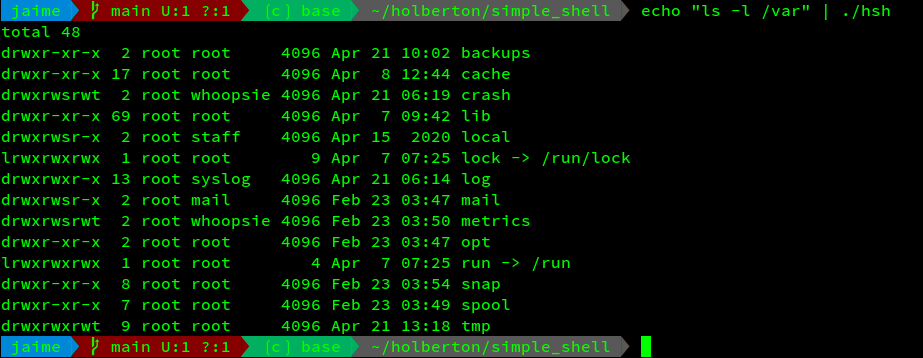 jaime main U:1 ?:1 (c) base ~/holberton/simple_shell echo "ls -l /var" | ./hsh
total 48
drwxr-xr-x  2 root root     4096 Apr 21 10:02 backups
drwxr-xr-x 17 root root     4096 Apr  8 12:44 cache
drwxrwsrwt  2 root whoopsie 4096 Apr 21 06:19 crash
drwxr-xr-x 69 root root     4096 Apr  7 09:42 lib
drwxrwsr-x  2 root staff    4096 Apr 15  2020 local
lrwxrwxrwx  1 root root        9 Apr  7 07:25 lock -> /run/lock
drwxrwxr-x 13 root syslog   4096 Apr 21 06:14 log
drwxrwsr-x  2 root mail     4096 Feb 23 03:47 mail
drwxrwsrwt  2 root whoopsie 4096 Feb 23 03:50 metrics
drwxr-xr-x  2 root root     4096 Feb 23 03:47 opt
lrwxrwxrwx  1 root root        4 Apr  7 07:25 run -> /run
drwxr-xr-x  8 root root     4096 Feb 23 03:54 snap
drwxr-xr-x  7 root root     4096 Feb 23 03:49 spool
drwxrwxrwt  9 root root     4096 Apr 21 13:18 tmp
jaime main U:1 ?:1 (c) base ~/holberton/simple_shell